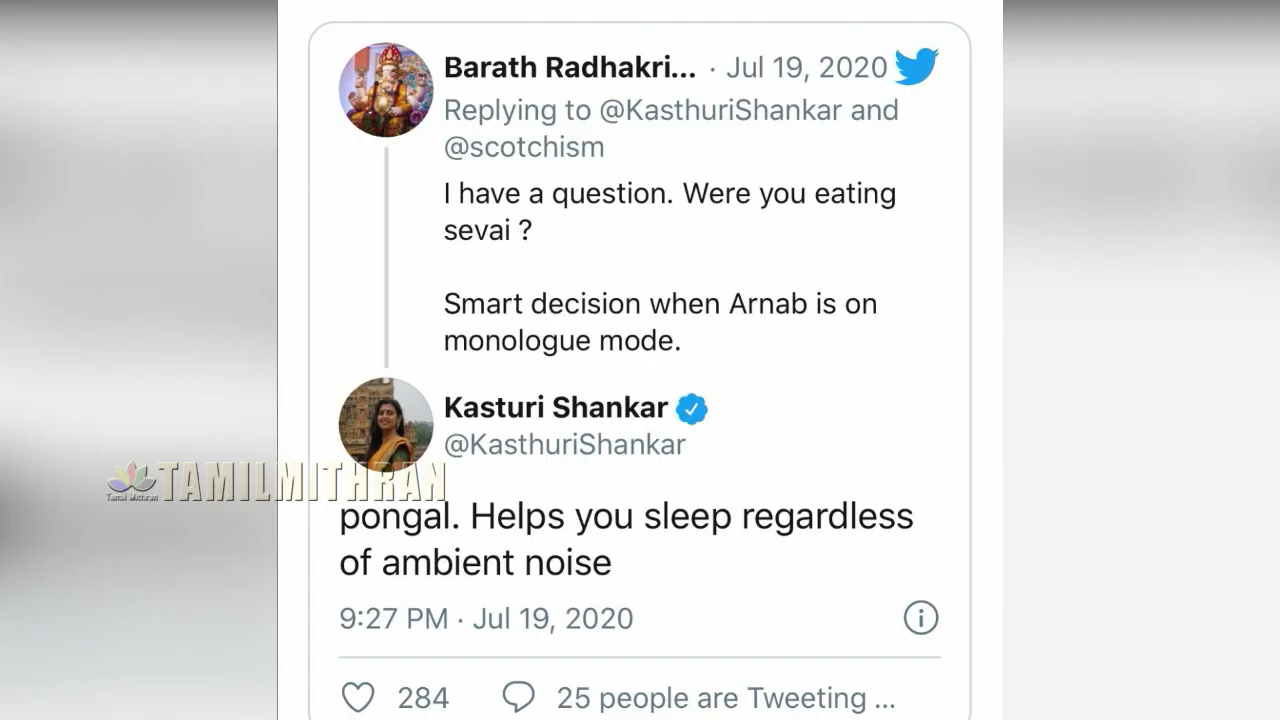 Barath Radhakri... · Jul 19, 2020
Replying to @KasthuriShankar and
@scotchism
I have a question. Were you eating
sevai ?
Smart decision when Arnab is on
monologue mode.
Kasturi Shankar
@KasthuriShankar
Tamil Mithran
TAMILMITHRAN
pongal. Helps you sleep regardless
of ambient noise
9:27 PM · Jul 19, 2020
284
25 people are Tweeting ...